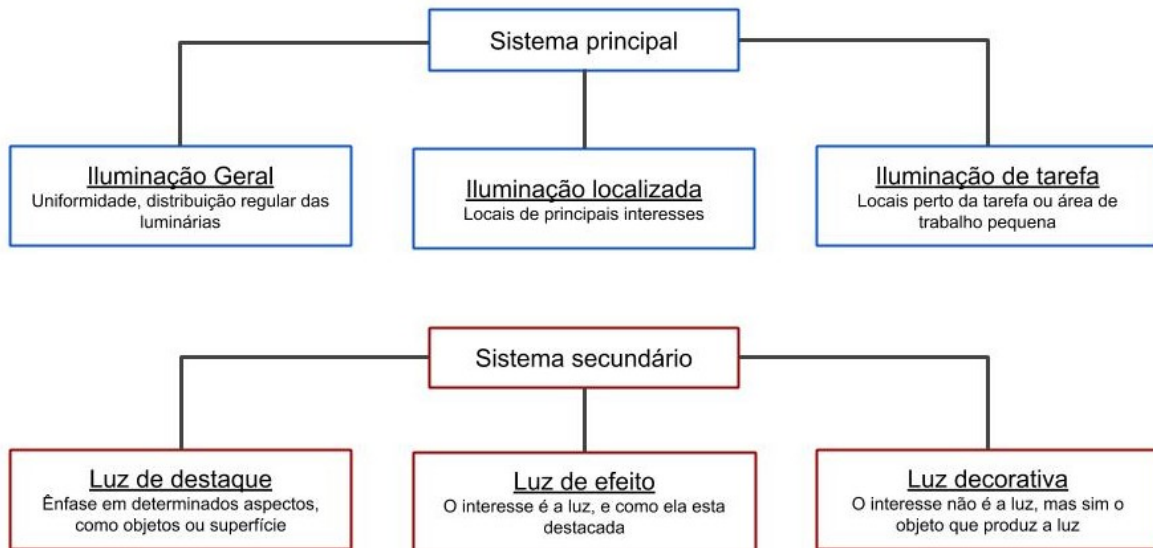 Sistema principal
Iluminação Geral
Uniformidade, distribuição regular das
luminárias
Iluminação localizada
Locais de principais interesses
Iluminação de tarefa
Locais perto da tarefa ou área de
trabalho pequena
Sistema secundário
Luz de destaque
Ênfase em determinados aspectos,
como objetos ou superfície
Luz de efeito
O interesse é a luz, e como ela esta
destacada
Luz decorativa
O interesse não é a luz, mas sim o
objeto que produz a luz